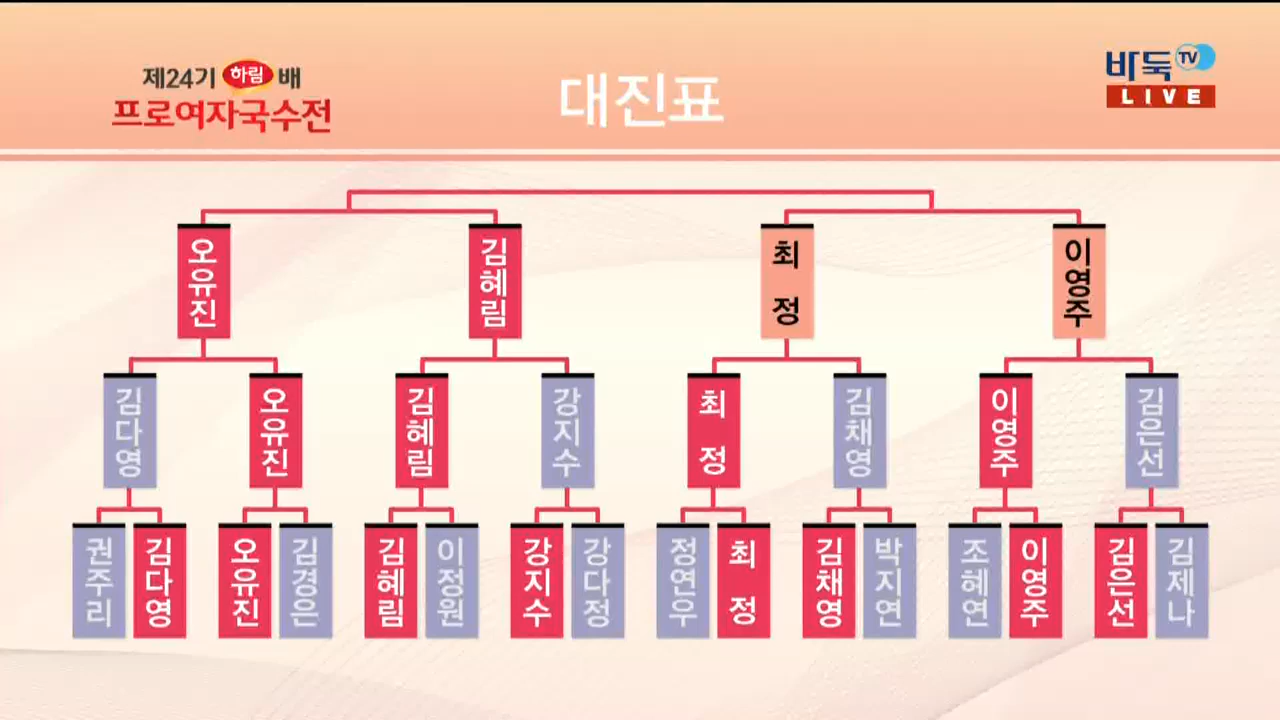 제24기 하림 배
프로여자국수전
대진표
바둑TV
LIVE
오유진 김혜림 최정 이영주
김다영 오유진 김혜림 강지수 최정 김채영 이영주 김은선
권주리 김다영 오유진 김경은 김혜림 이정원 강지수 강다정 정연우 최정 김채영 박지연 조혜연 이영주 김은선 김제나